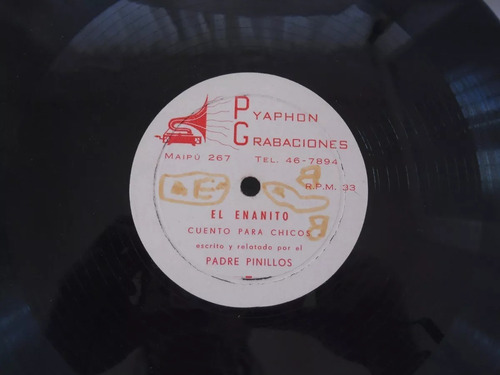 PYAPHON
GRABACIONES
MAIPÚ 267 TEL. 46-7894
R.P.M. 33
EL ENANITO
CUENTO PARA CHICOS
escrito y relatado por el
PADRE PINILLOS